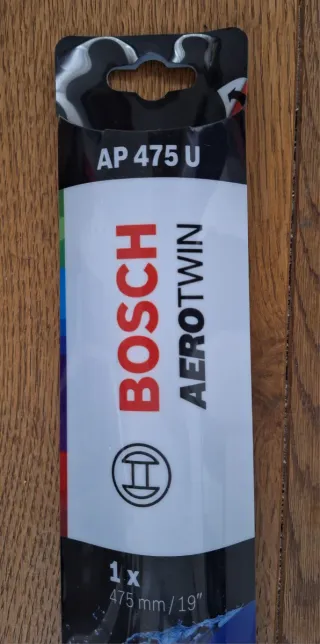 AP 475 U
BOSCH
AEROTWIN
1 x
475 mm / 19"